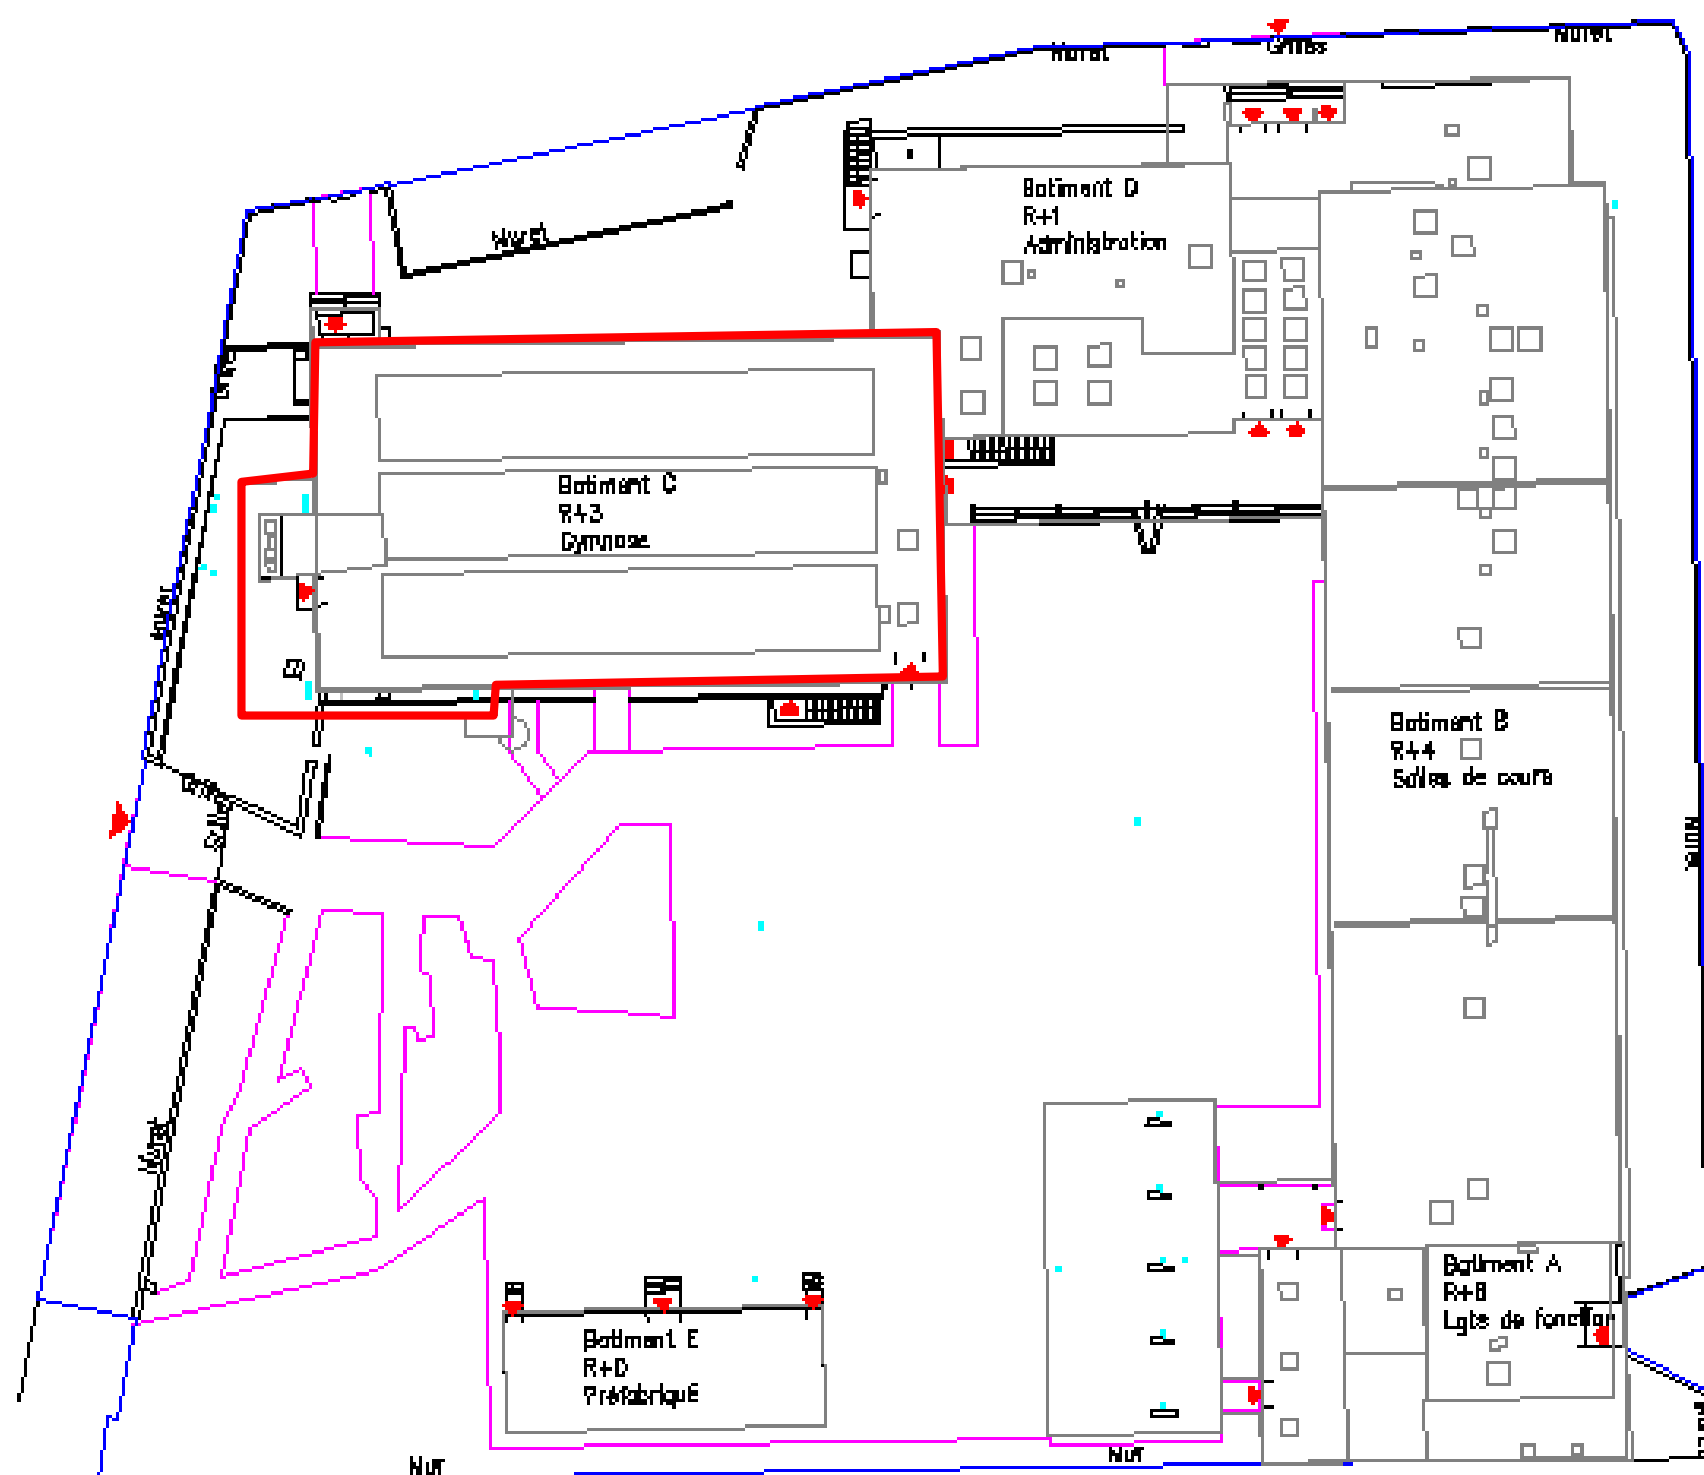 Muret
Grilles
Muret
Muret
Batiment D
R+1
Administration
Batiment C
R+3
Gymnase
Muret
Batiment B
R+4
Salles de cours
Grille
Muret
Batiment A
R+8
Lgts de fonction
Batiment E
R+0
Préfabriqué
Mur
Mur